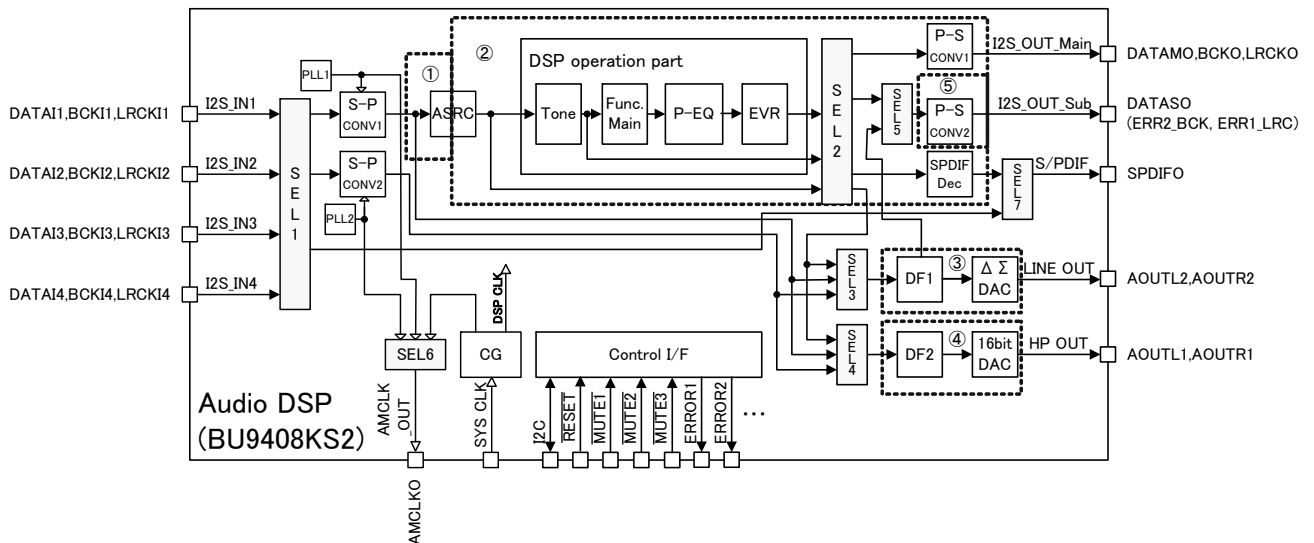 ②
P-S
CONV1
I2S_OUT_Main
DATAMO,BCKO,LRCKO
DSP operation part
PLL1
①
⑤
DATAI1,BCKI1,LRCKI1
I2S_IN1
S-P
CONV1
ASRC
Tone
Func.
Main
P-EQ
EVR
SEL2
SEL5
P-S
CONV2
I2S_OUT_Sub
DATASO
(ERR2_BCK, ERR1_LRC)
DATAI2,BCKI2,LRCKI2
I2S_IN2
SEL1
S-P
CONV2
PLL2
SPDIF
Dec
SEL7
S/PDIF
SPDIFO
DATAI3,BCKI3,LRCKI3
I2S_IN3
DATAI4,BCKI4,LRCKI4
I2S_IN4
DSP CLK
SEL3
DF1
③
ΔΣ
DAC
LINE OUT
AOUTL2,AOUTR2
SEL6
CG
Control I/F
SEL4
DF2
④
16bit
DAC
HP OUT
AOUTL1,AOUTR1
Audio DSP
(BU9408KS2)
AMCLK
_OUT
SYS CLK
I2C
RESET
MUTE1
MUTE2
MUTE3
ERROR1
ERROR2
...
AMCLKO